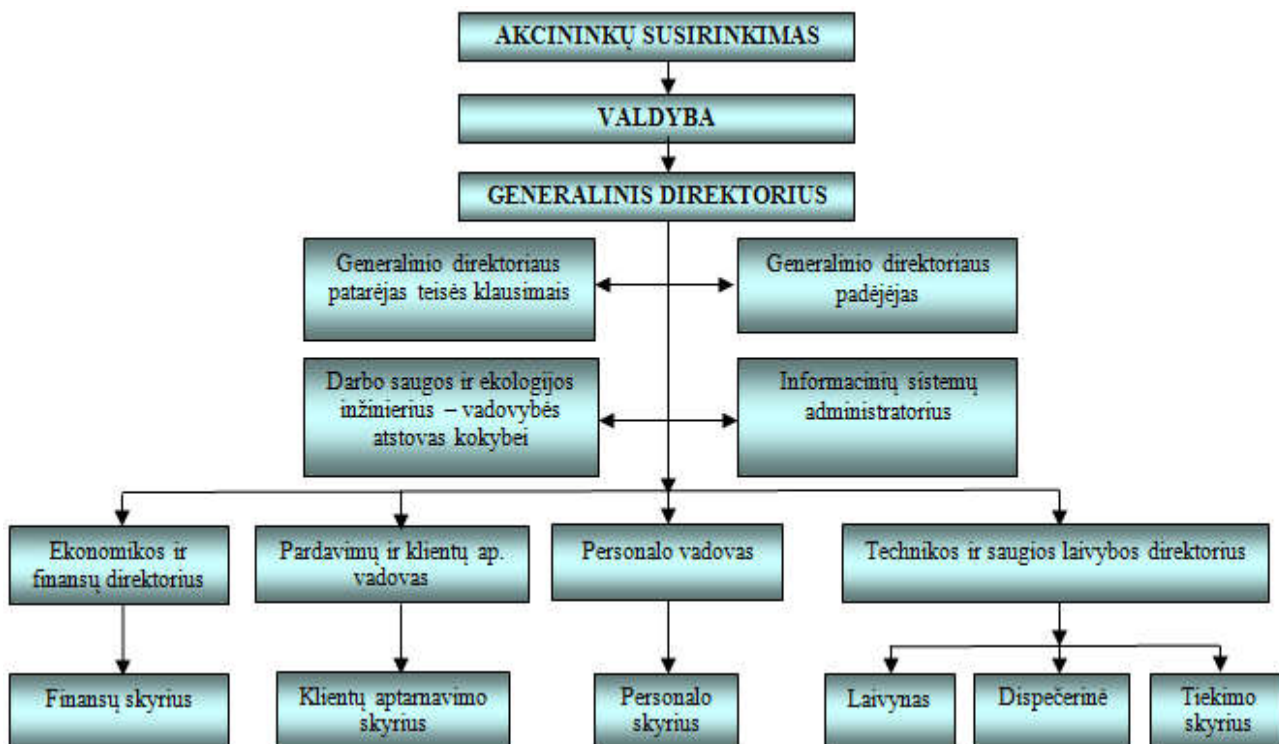 AKCININKŲ SUSIRINKIMAS
VALDYBA
GENERALINIS DIREKTORIUS
Generalinio direktoriaus
patarėjas teisės klausimais
Generalinio direktoriaus
padėjėjas
Darbo saugos ir ekologijos
inžinierius – vadovybės
atstovas kokybei
Informacinių sistemų
administratorius
Ekonomikos ir
finansų direktorius
Pardavimų ir klientų ap.
vadovas
Personalo vadovas
Technikos ir saugios laivybos direktorius
Finansų skyrius
Klientų aptarnavimo
skyrius
Personalo
skyrius
Laivynas
Dispečerinė
Tiekimo
skyrius